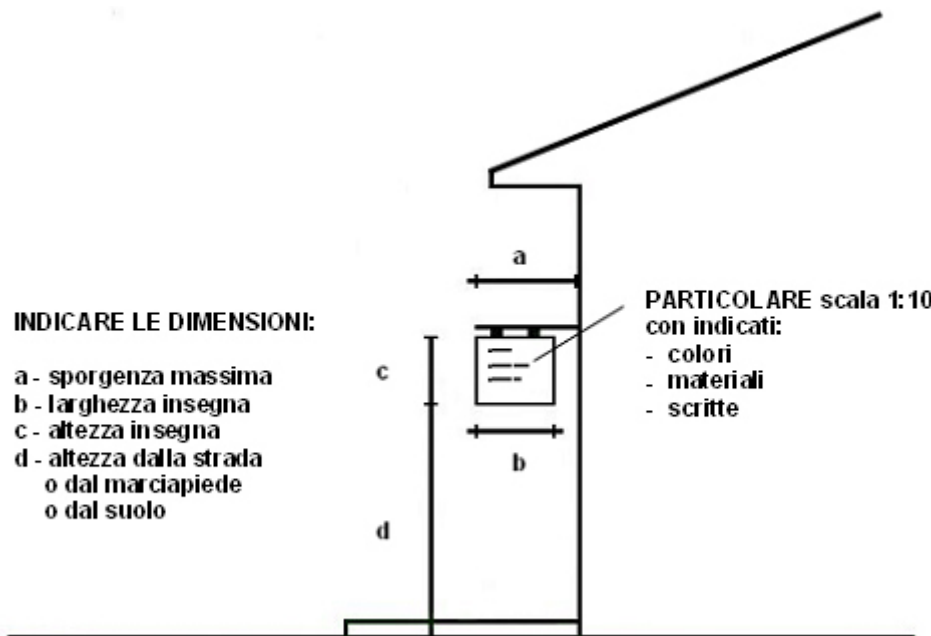 a
INDICARE LE DIMENSIONI:
a - sporgenza massima
b - larghezza insegna
c - altezza insegna
d - altezza dalla strada
o dal marciapiede
o dal suolo
PARTICOLARE scala 1:10
con indicati:
- colori
- materiali
- scritte
c
b
d